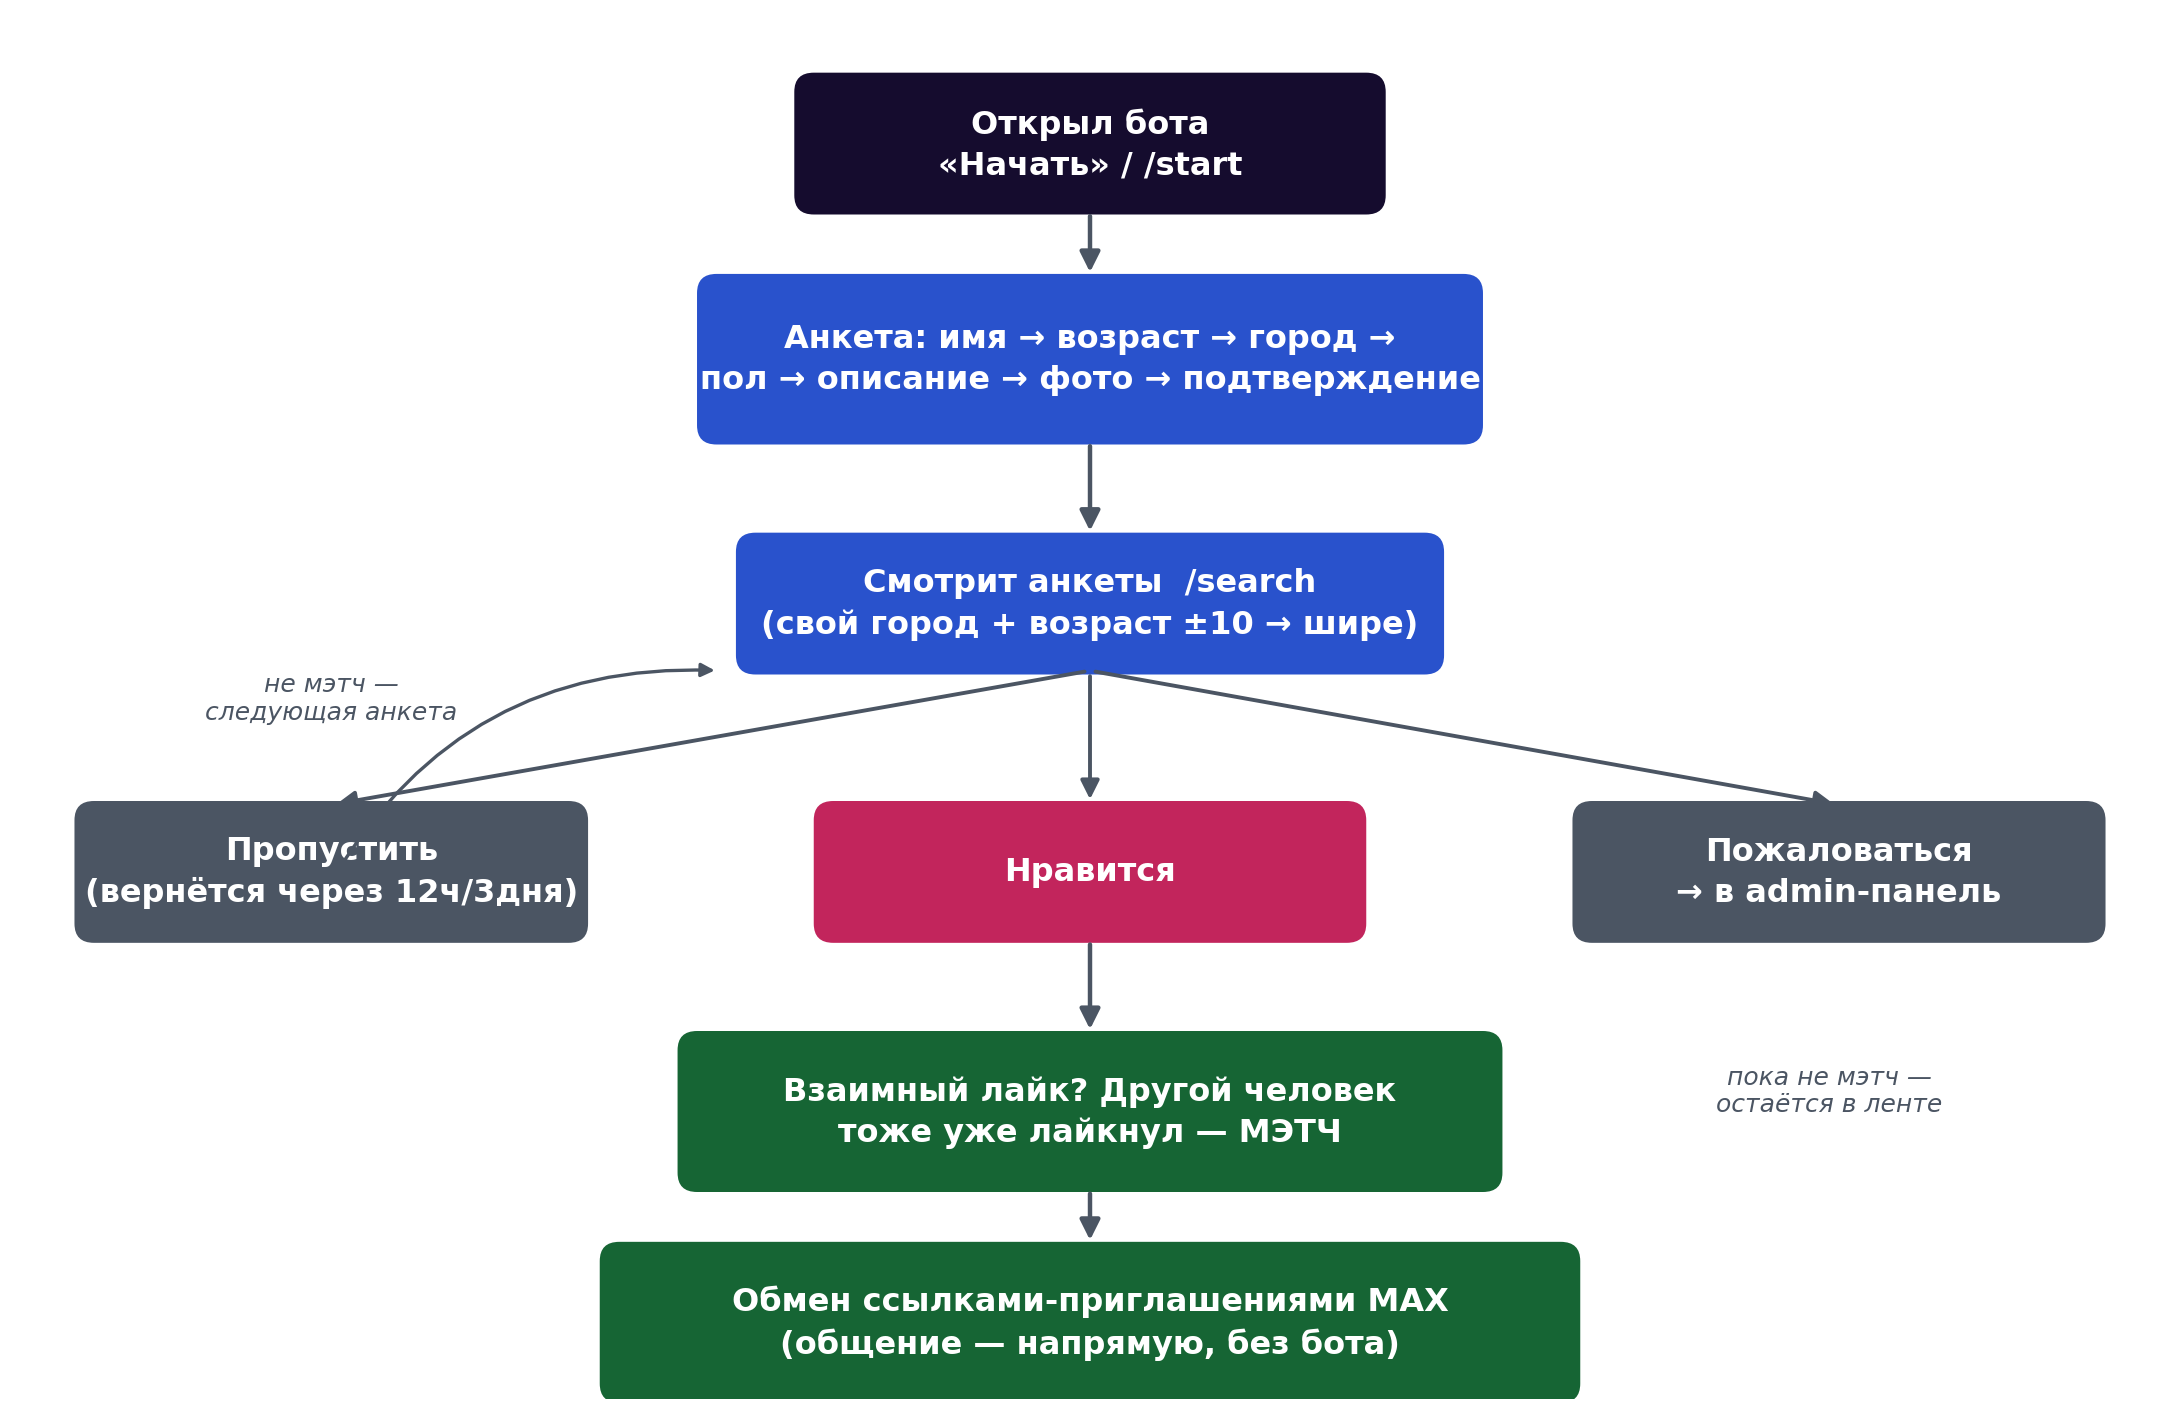 Открыл бота
«Начать» / /start
Анкета: имя → возраст → город →
пол → описание → фото → подтверждение
Смотрит анкеты  /search
(свой город + возраст ±10 → шире)
не мэтч —
следующая анкета
Пропустить
(вернётся через 12ч/3дня)
Нравится
Пожаловаться
→ в admin-панель
Взаимный лайк? Другой человек
тоже уже лайкнул — МЭТЧ
пока не мэтч —
остаётся в ленте
Обмен ссылками-приглашениями MAX
(общение — напрямую, без бота)